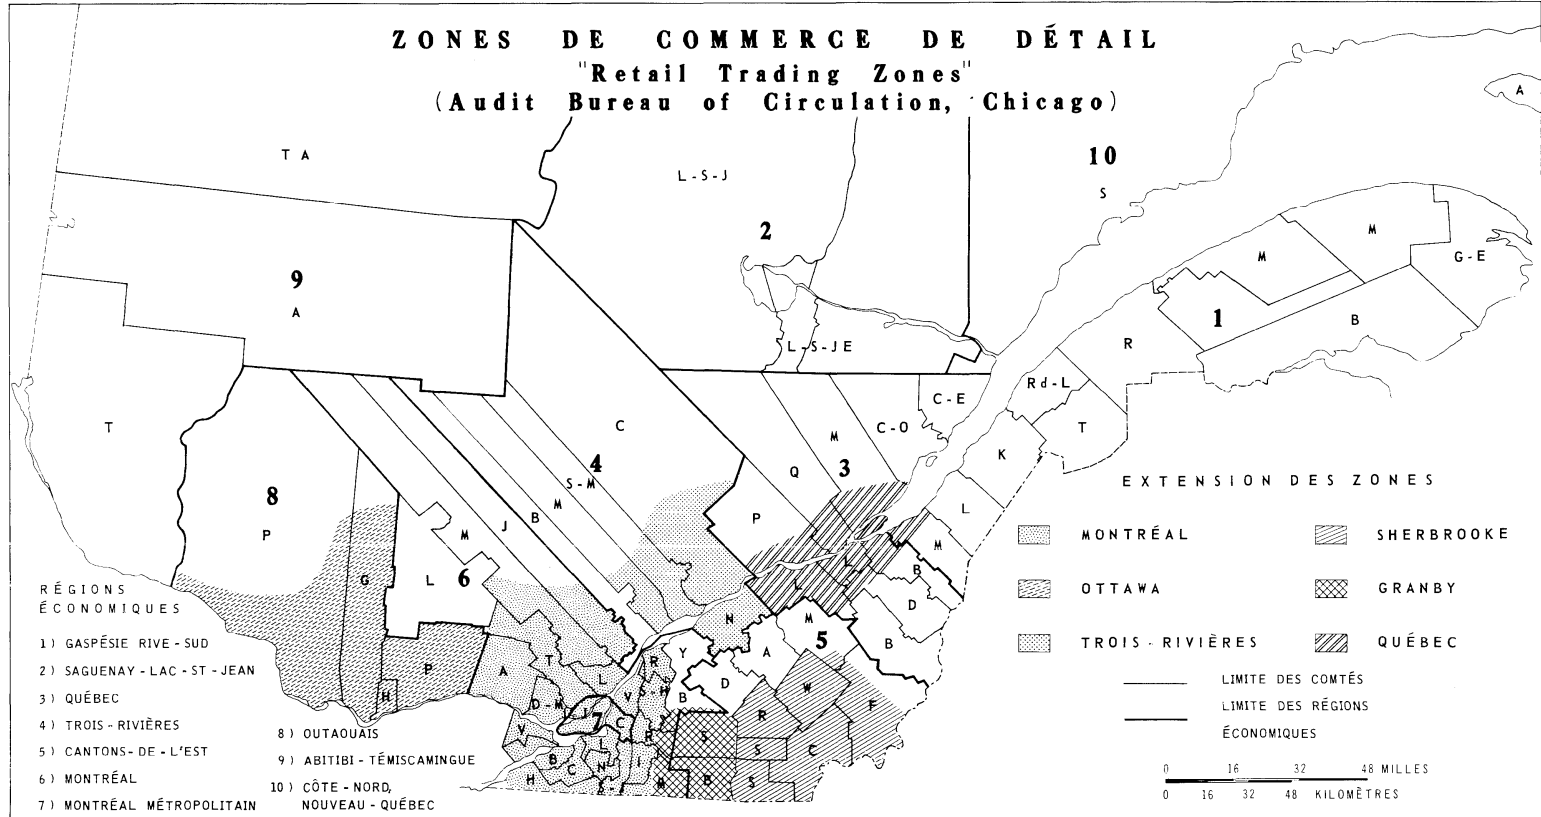 ZONES DE COMMERCE DE DÉTAIL
"Retail Trading Zones"
(Audit Bureau of Circulation, Chicago)
A
T A
L-S-J
10
S
2
M
M
G-E
9
A
1
B
L-S-JE
R
Rd-L
C-E
T
C
M
C-O
T
K
4
S-M
Q
3
8
M
P
L
J
B
P
M
M
L
B
L
6
G
L
D
N
M
5
B
Y
A
P
A
T
R
L
S-H
D
W
H
D-M
V
B
F
J
7
C
R
V
L
R
S
S
C
B
C
N
I
H
S-
M
B
S
EXTENSION DES ZONES
MONTRÉAL
SHERBROOKE
OTTAWA
GRANBY
TROIS-RIVIÈRES
QUÉBEC
LIMITE DES COMTÉS
LIMITE DES RÉGIONS
ÉCONOMIQUES
0 16 32 48 MILLES
0 16 32 48 KILOMÈTRES
RÉGIONS
ÉCONOMIQUES
1) GASPÉSIE RIVE-SUD
2) SAGUENAY-LAC-ST-JEAN
3) QUÉBEC
4) TROIS-RIVIÈRES
5) CANTONS-DE-L'EST
6) MONTRÉAL
7) MONTRÉAL MÉTROPOLITAIN
8) OUTAOUAIS
9) ABITIBI-TÉMISCAMINGUE
10) CÔTE-NORD,
NOUVEAU-QUÉBEC